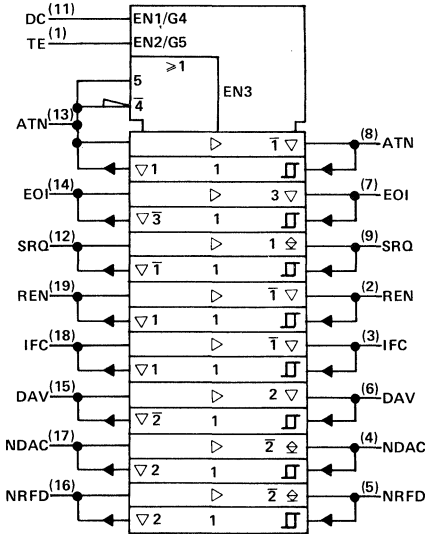 DC (11) EN1/G4
TE (1) EN2/G5
≥1
5 EN3
4̅
ATN (13)
▷ 1̅ ▽ (8) ATN
▽1 1
EOI (14) ▷ 3 ▽ (7) EOI
▽3̅ 1
SRQ (12) ▷ 1 (9) SRQ
▽1̅ 1
REN (19) ▷ 1̅ ▽ (2) REN
▽1 1
IFC (18) ▷ 1̅ ▽ (3) IFC
▽1 1
DAV (15) ▷ 2 ▽ (6) DAV
▽2̅ 1
NDAC (17) ▷ 2̅ (4) NDAC
▽2 1
NRFD (16) ▷ 2̅ (5) NRFD
▽2 1